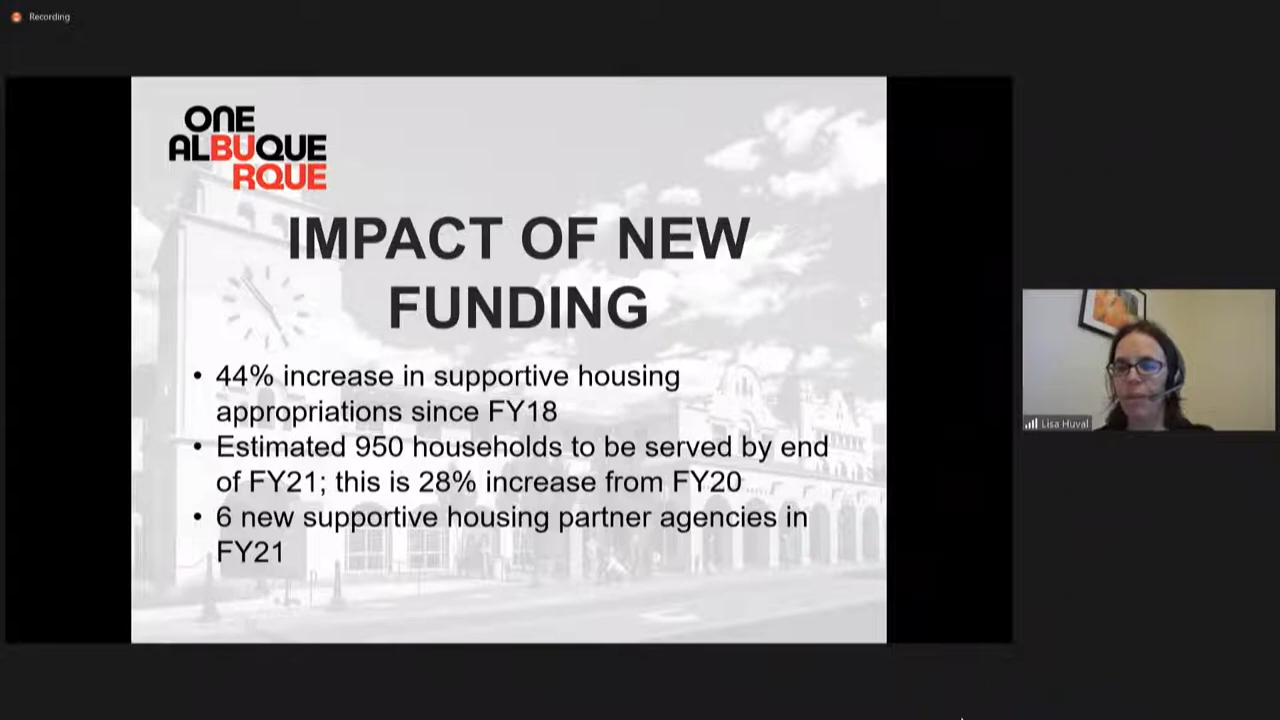 Recording
ONE
ALBUQUE
RQUE
IMPACT OF NEW
FUNDING
• 44% increase in supportive housing
appropriations since FY18
• Estimated 950 households to be served by end
of FY21; this is 28% increase from FY20
• 6 new supportive housing partner agencies in
FY21
Lisa Huval